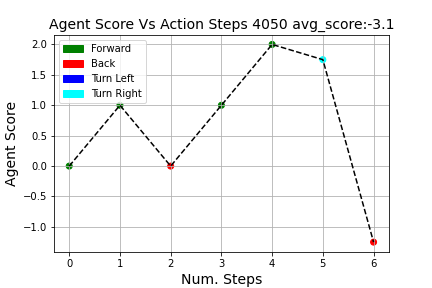 Agent Score Vs Action Steps 4050 avg_score:-3.1
2.0
1.5
1.0
0.5
0.0
−0.5
−1.0
Agent Score
Forward
Back
Turn Left
Turn Right
0 1 2 3 4 5 6
Num. Steps